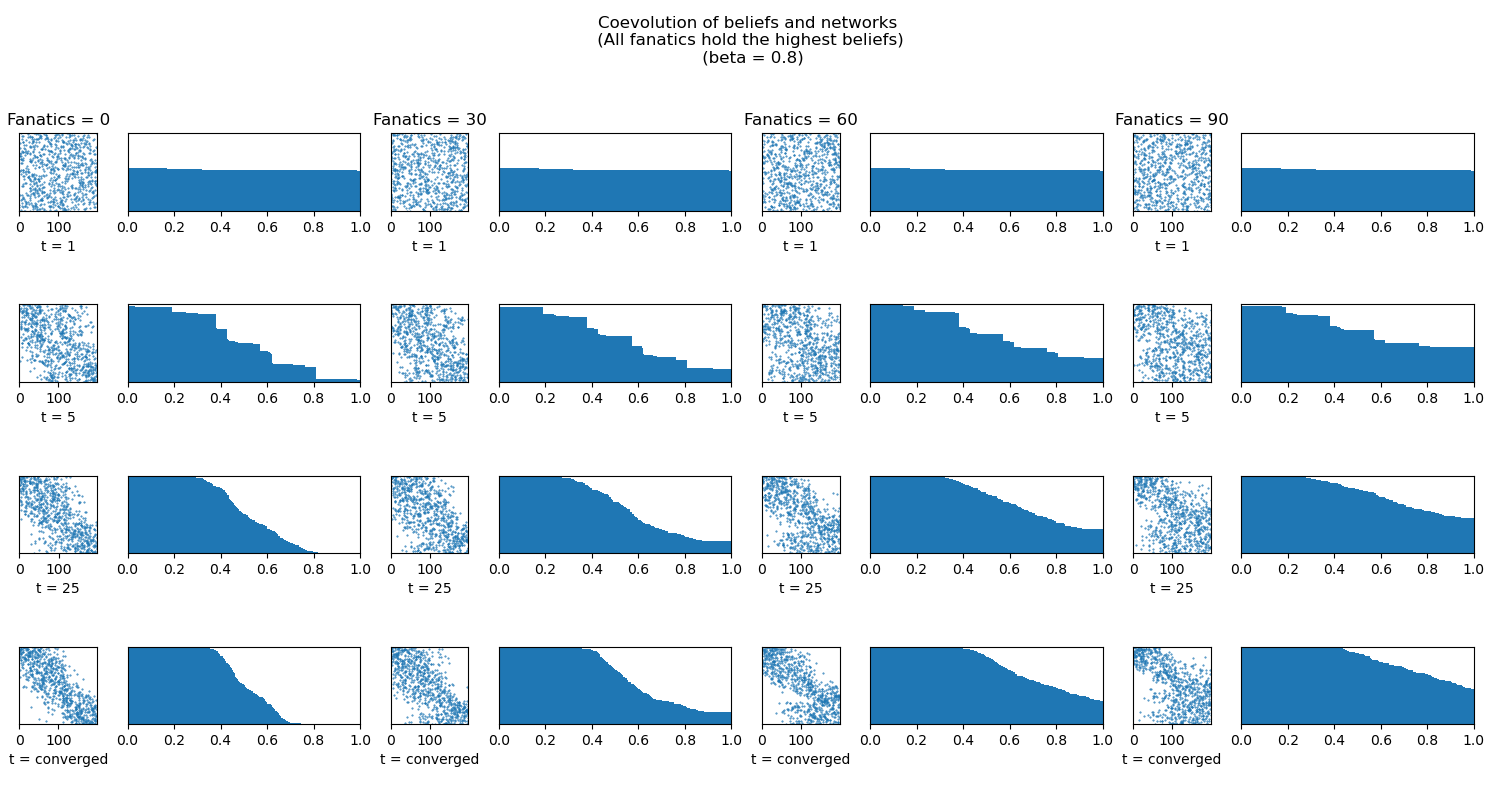 Coevolution of beliefs and networks
(All fanatics hold the highest beliefs)
(beta = 0.8)
Fanatics = 0 Fanatics = 30 Fanatics = 60 Fanatics = 90
0 100 0.0 0.2 0.4 0.6 0.8 1.0 0 100 0.0 0.2 0.4 0.6 0.8 1.0 0 100 0.0 0.2 0.4 0.6 0.8 1.0 0 100 0.0 0.2 0.4 0.6 0.8 1.0
t = 1 t = 1 t = 1 t = 1
0 100 0.0 0.2 0.4 0.6 0.8 1.0 0 100 0.0 0.2 0.4 0.6 0.8 1.0 0 100 0.0 0.2 0.4 0.6 0.8 1.0 0 100 0.0 0.2 0.4 0.6 0.8 1.0
t = 5 t = 5 t = 5 t = 5
0 100 0.0 0.2 0.4 0.6 0.8 1.0 0 100 0.0 0.2 0.4 0.6 0.8 1.0 0 100 0.0 0.2 0.4 0.6 0.8 1.0 0 100 0.0 0.2 0.4 0.6 0.8 1.0
t = 25 t = 25 t = 25 t = 25
0 100 0.0 0.2 0.4 0.6 0.8 1.0 0 100 0.0 0.2 0.4 0.6 0.8 1.0 0 100 0.0 0.2 0.4 0.6 0.8 1.0 0 100 0.0 0.2 0.4 0.6 0.8 1.0
t = converged t = converged t = converged t = converged